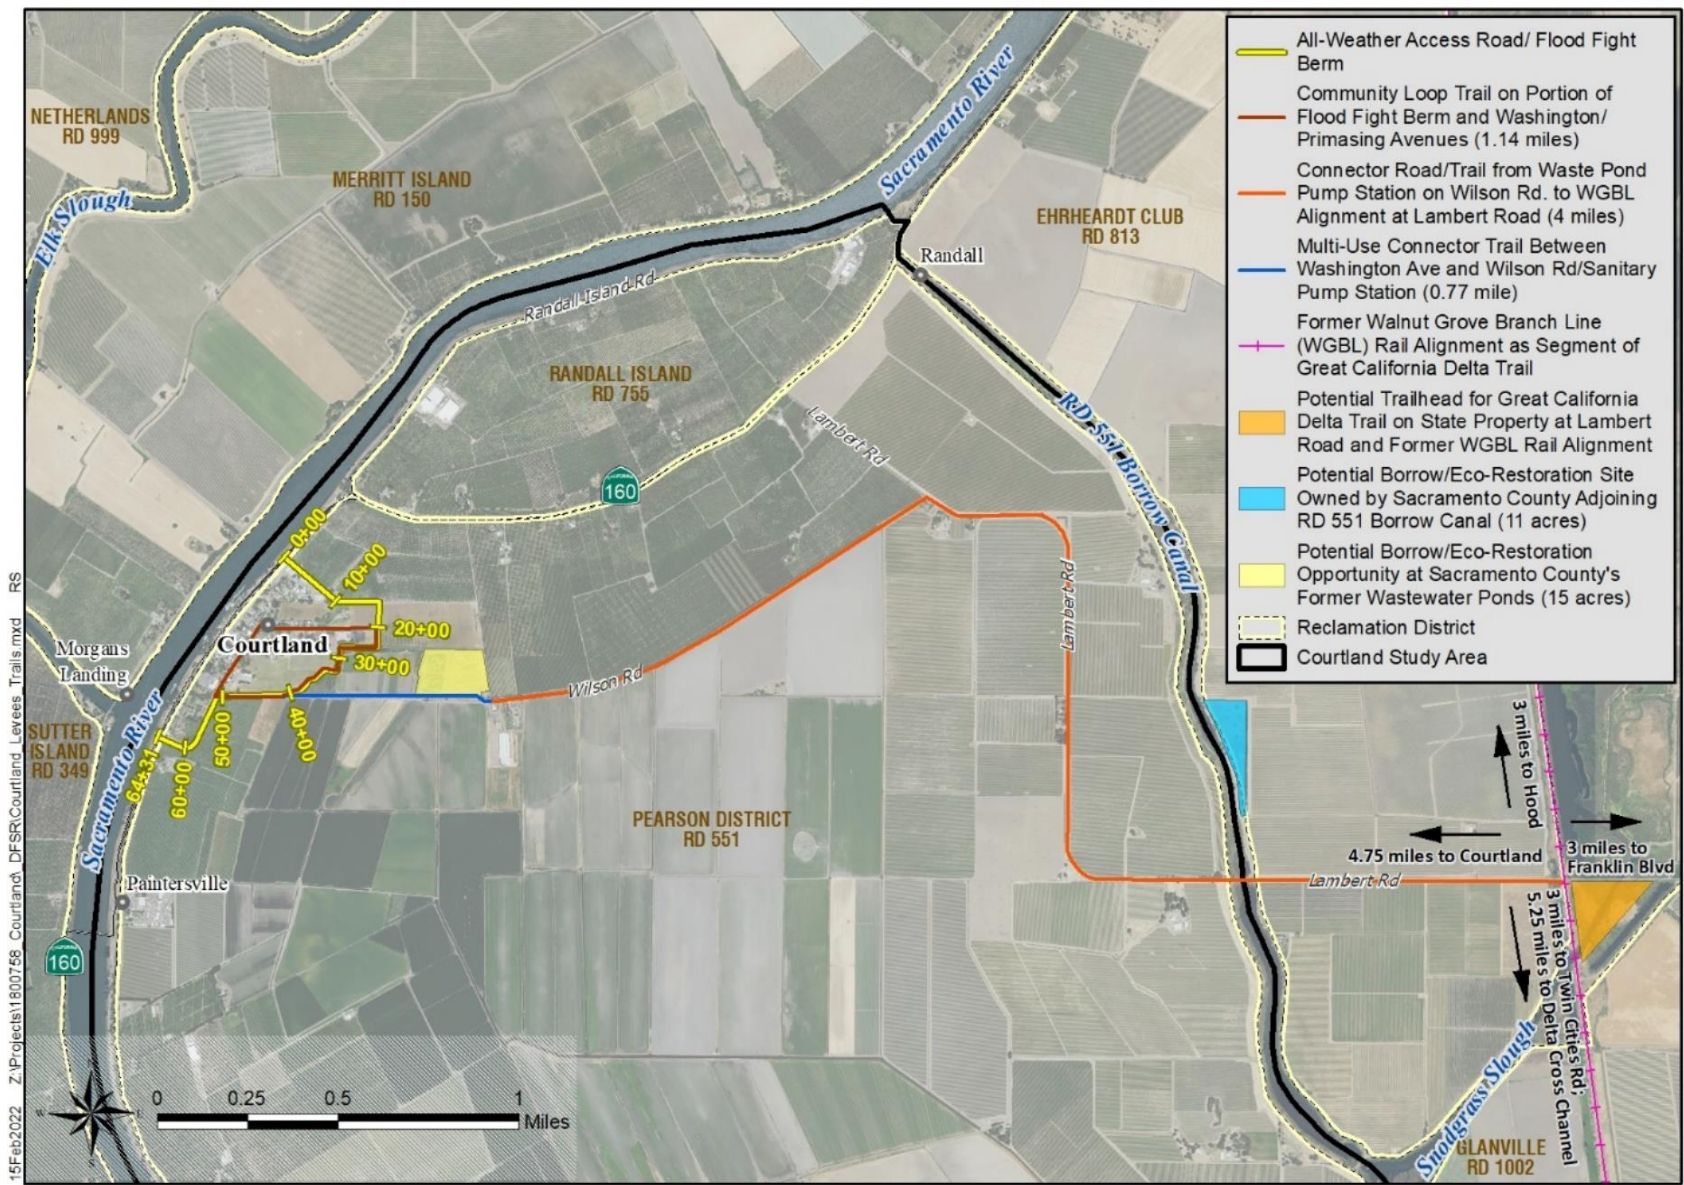 All-Weather Access Road/ Flood Fight
Berm
Community Loop Trail on Portion of
Flood Fight Berm and Washington/
Primasing Avenues (1.14 miles)
Connector Road/Trail from Waste Pond
Pump Station on Wilson Rd. to WGBL
Alignment at Lambert Road (4 miles)
Multi-Use Connector Trail Between
Washington Ave and Wilson Rd/Sanitary
Pump Station (0.77 mile)
Former Walnut Grove Branch Line
(WGBL) Rail Alignment as Segment of
Great California Delta Trail
Potential Trailhead for Great California
Delta Trail on State Property at Lambert
Road and Former WGBL Rail Alignment
Potential Borrow/Eco-Restoration Site
Owned by Sacramento County Adjoining
RD 551 Borrow Canal (11 acres)
Potential Borrow/Eco-Restoration
Opportunity at Sacramento County's
Former Wastewater Ponds (15 acres)
Reclamation District
Courtland Study Area
NETHERLANDS
RD 999
Elk Slough
MERRITT ISLAND
RD 150
Sacramento River
EHRHEARDT CLUB
RD 813
Randall
Randall Island Rd
RANDALL ISLAND
RD 755
Lambert Rd
RD 551 Borrow Canal
160
0+00
10+00
20+00
30+00
40+00
50+00
60+00
64+31
Courtland
Morgans
Landing
SUTTER
ISLAND
RD 349
Sacramento River
Wilson Rd
Lambert Rd
PEARSON DISTRICT
RD 551
Paintersville
160
3 miles to Hood
4.75 miles to Courtland
3 miles to
Franklin Blvd
Lambert Rd
3 miles to Twin Cities Rd;
5.25 miles to Delta Cross Channel
Snodgrass Slough
GLANVILLE
RD 1002
0 0.25 0.5 1
Miles
15Feb2022 Z:\Projects\1800758_Courtland\_DFSR\Courtland_Levees_Trails.mxd RS